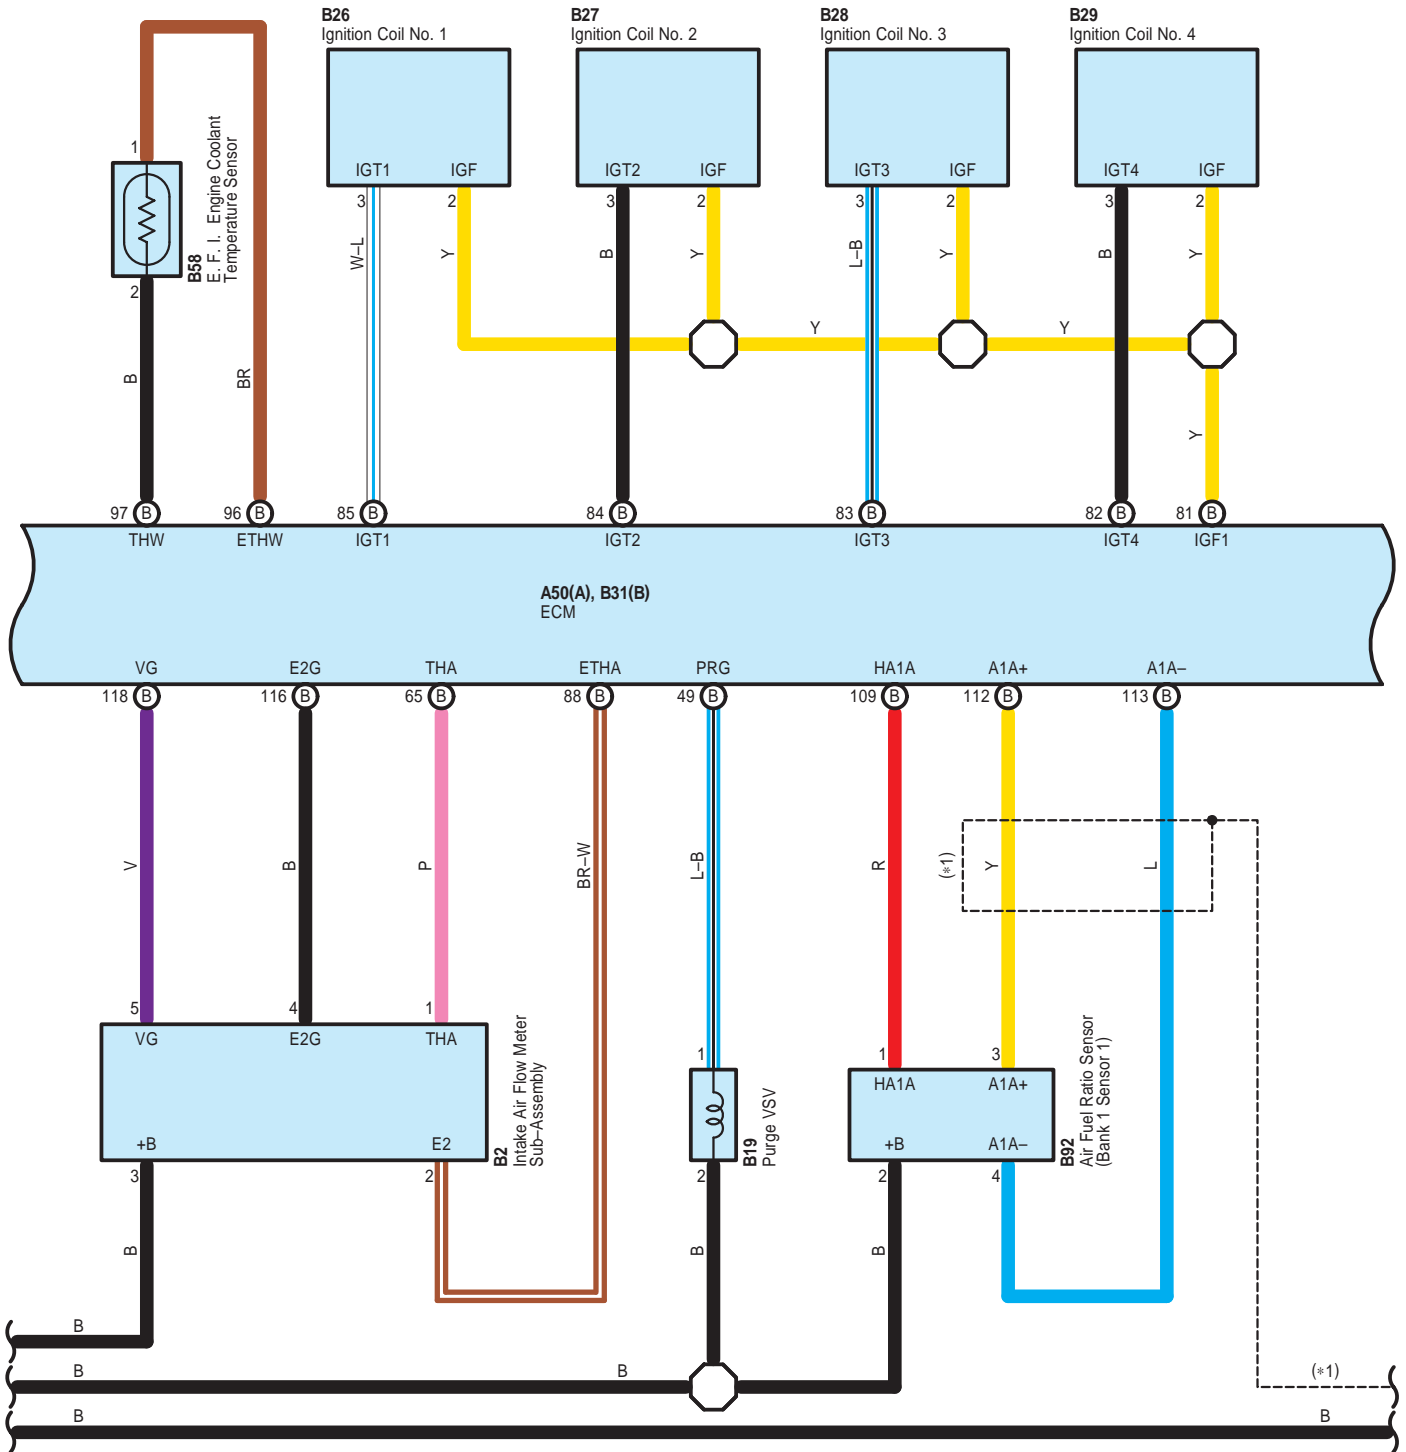 B26
Ignition Coil No. 1
B27
Ignition Coil No. 2
B28
Ignition Coil No. 3
B29
Ignition Coil No. 4
1
2
B58
E. F. I. Engine Coolant
Temperature Sensor
IGT1 IGF
IGT2 IGF
IGT3 IGF
IGT4 IGF
3 2
3 2
3 2
3 2
W–L
Y
B
Y
L–B
Y
B
Y
Y
Y
B
BR
Y
97 B
96 B
85 B
84 B
83 B
82 B
81 B
THW
ETHW
IGT1
IGT2
IGT3
IGT4
IGF1
A50(A), B31(B)
ECM
VG
E2G
THA
ETHA
PRG
HA1A
A1A+
A1A–
118 B
116 B
65 B
88 B
49 B
109 B
112 B
113 B
V
B
P
BR–W
L–B
R
(∗1)
Y
L
5
4
1
VG
E2G
THA
+B
E2
3
2
B2
Intake Air Flow Meter
Sub–Assembly
1
2
B19
Purge VSV
1
3
HA1A
A1A+
+B
A1A–
2
4
B92
Air Fuel Ratio Sensor
(Bank 1 Sensor 1)
B
B
B
B
B
B
(∗1)
B
B